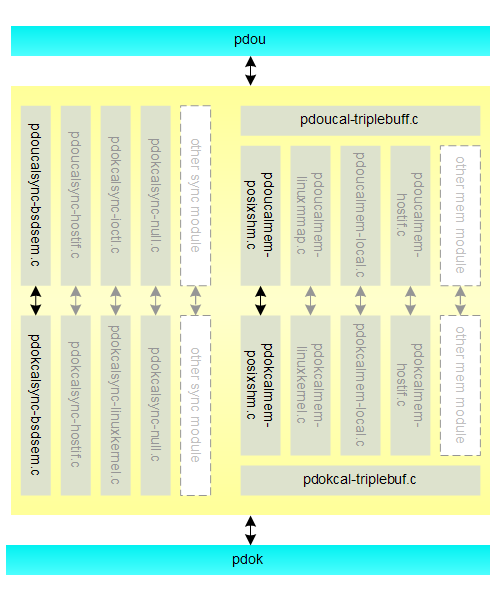 pdou
pdoucalsync-bsdsem.c
pdoucalsync-hostif.c
pdokcalsync-ioctl.c
pdokcalsync-null.c
other sync module
pdoucal-triplebuff.c
pdoucalmem-
posixshm.c
pdoucalmem-
linuxmmap.c
pdoucalmem-local.c
pdoucalmem-
hostif.c
other mem module
pdokcalsync-bsdsem.c
pdokcalsync-hostif.c
pdokcalsync-linuxkernel.c
pdokcalsync-null.c
other sync module
pdokcalmem-
posixshm.c
pdokcalmem-
linuxkernel.c
pdokcalmem-local.c
pdokcalmem-
hostif.c
other mem module
pdokcal-triplebuf.c
pdok